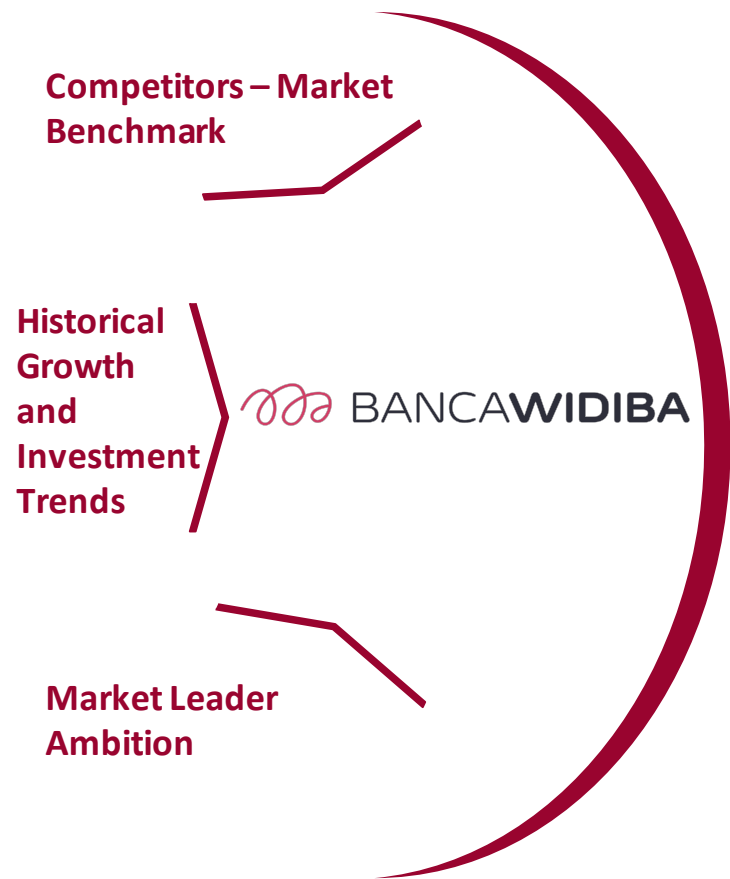 Competitors – Market
Benchmark
Historical
Growth
and
Investment
Trends
BANCAWIDIBA
Market Leader
Ambition